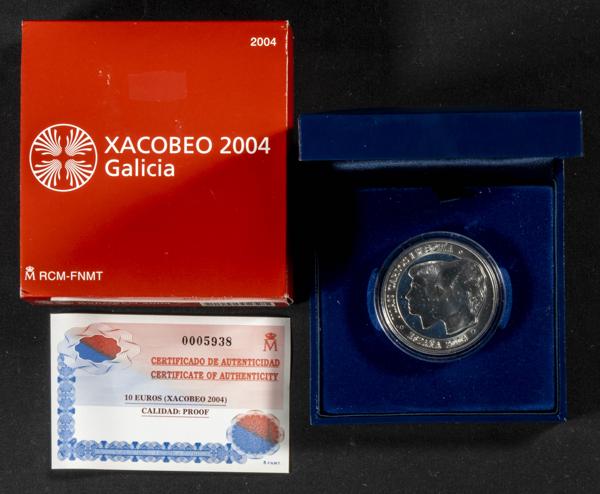 2004
XACOBEO 2004
Galicia
M RCM-FNMT
0005938
M
CERTIFICADO DE AUTENTICIDAD
CERTIFICATE OF AUTHENTICITY
10 EUROS (XACOBEO 2004)
CALIDAD: PROOF
R FNMT